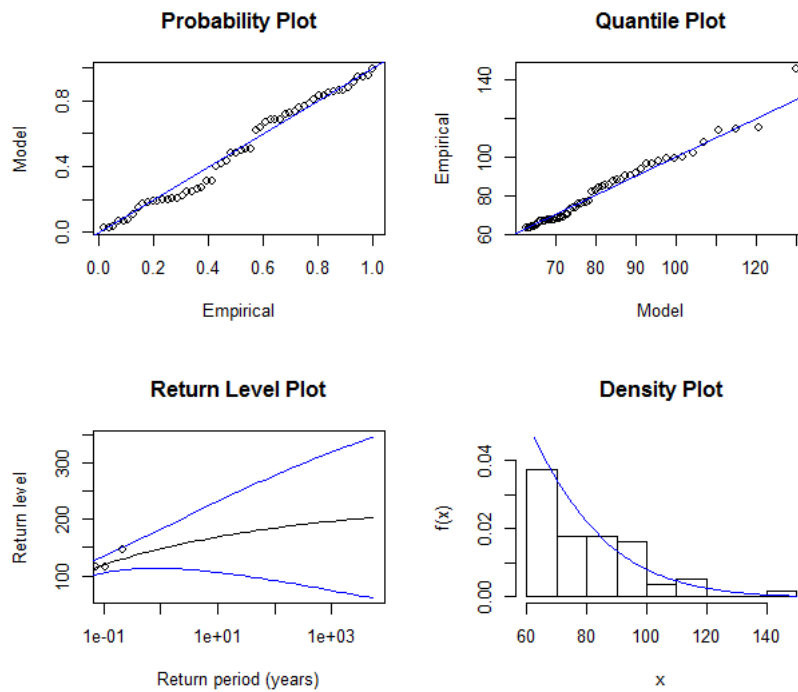 Probability Plot
Model
0.0 0.4 0.8
0.0 0.2 0.4 0.6 0.8 1.0
Empirical
Quantile Plot
Empirical
60 80 100 140
70 80 90 100 120
Model
Return Level Plot
Return level
100 200 300
1e-01 1e+01 1e+03
Return period (years)
Density Plot
f(x)
0.00 0.02 0.04
60 80 100 120 140
x